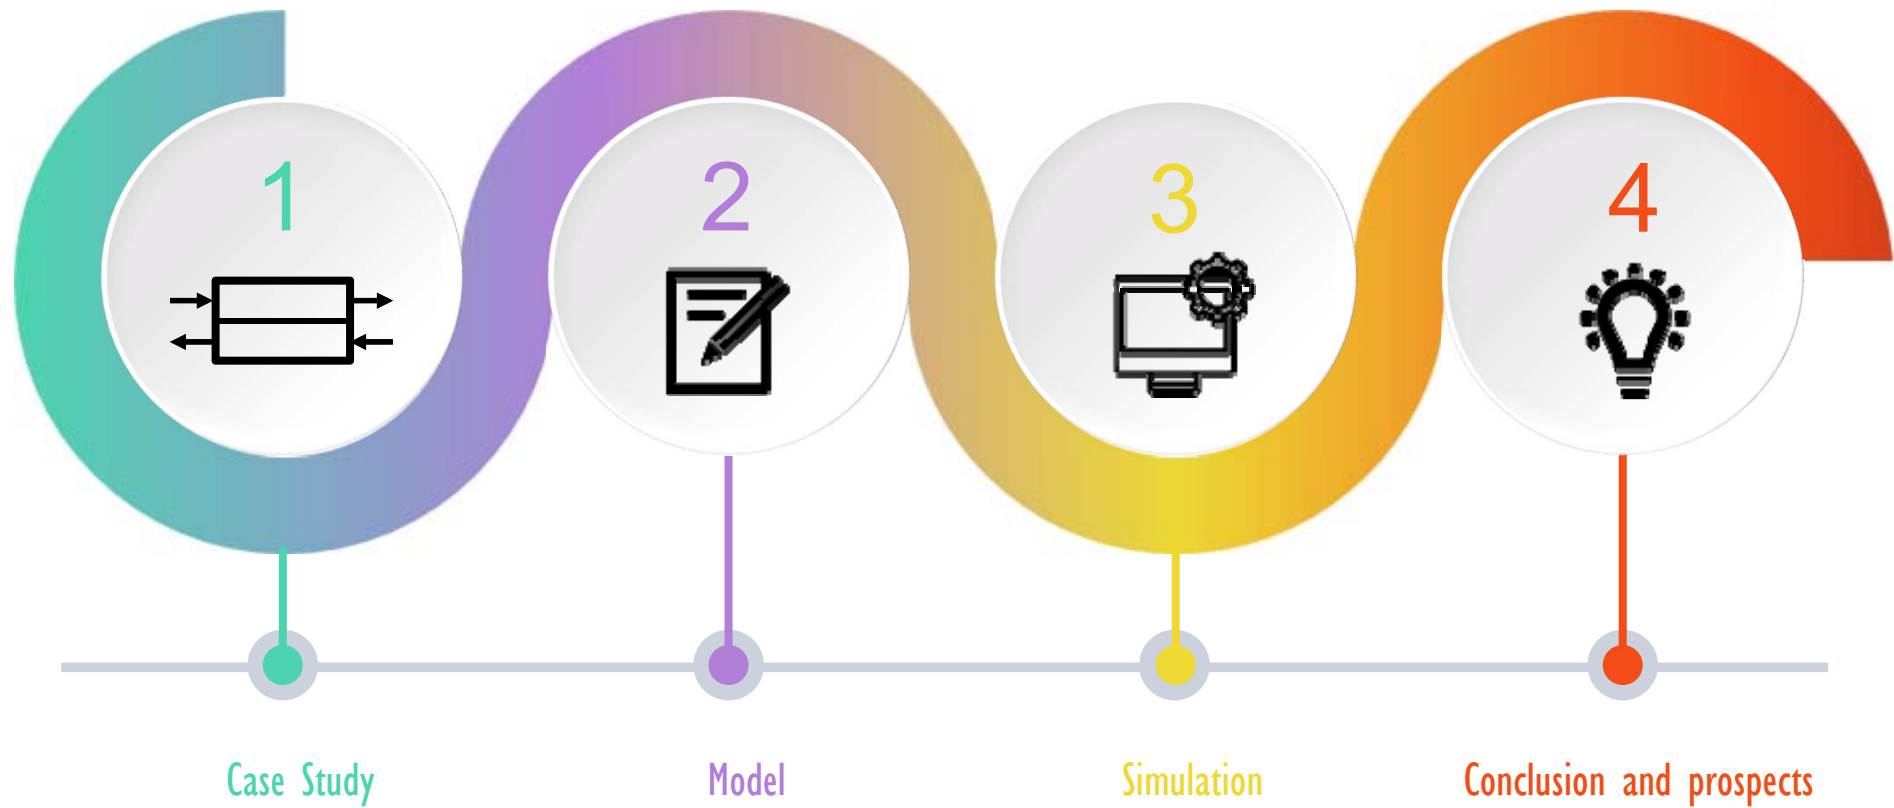 1
2
3
4
Case Study
Model
Simulation
Conclusion and prospects